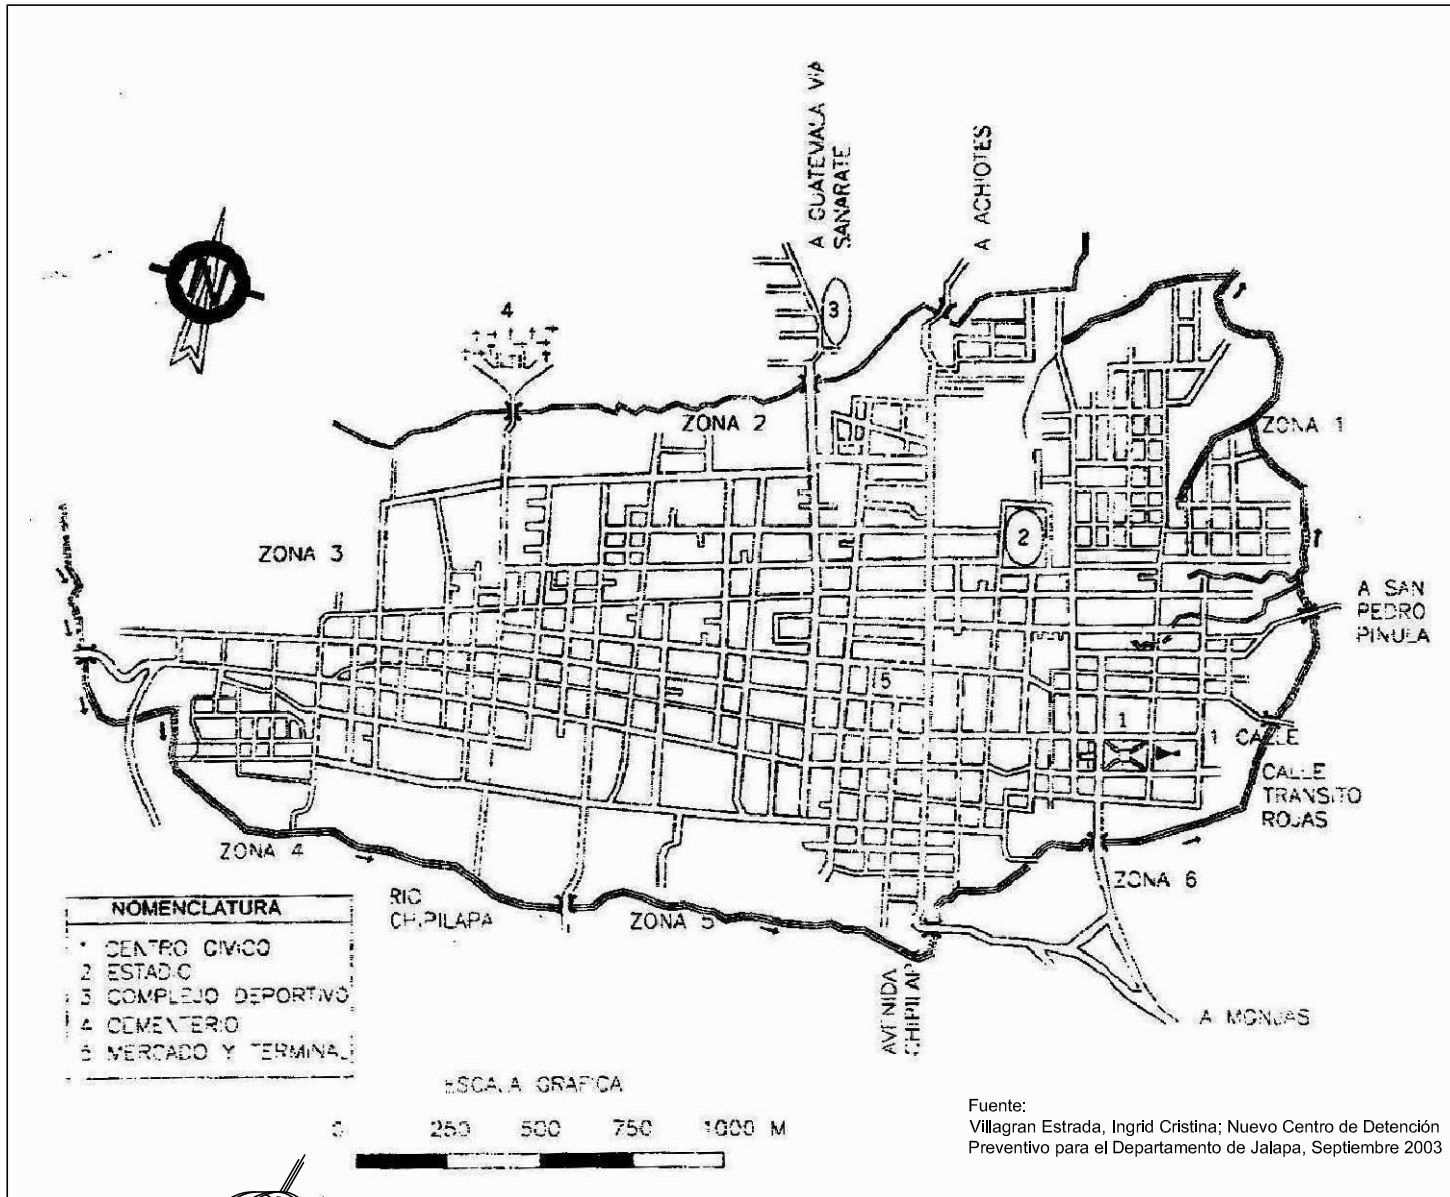 A GUATEMALA VIA
SANARATE
A ACHIOTES
N
3
4
ZONA 2
ZONA 1
2
ZONA 3
A SAN
PEDRO
PINULA
5
1
1 CALLE
CALLE
TRANSITO
ROJAS
ZONA 4
ZONA 6
RIO
CHIPILAPA
ZONA 5
AVENIDA
CHIPILAP
A MONJAS
NOMENCLATURA
CENTRO CIVICO
2 ESTADIO
3 COMPLEJO DEPORTIVO
4 CEMENTERIO
5 MERCADO Y TERMINAL
ESCALA GRAFICA
0 250 500 750 1000 M
Fuente:
Villagran Estrada, Ingrid Cristina; Nuevo Centro de Detención
Preventivo para el Departamento de Jalapa, Septiembre 2003